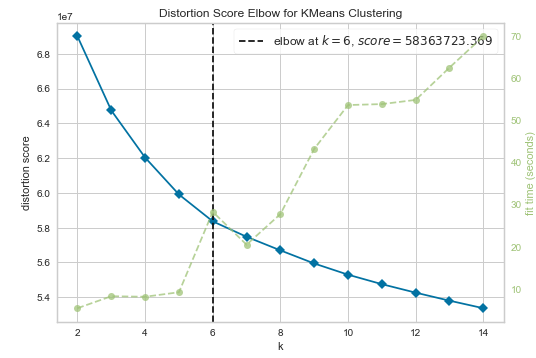 Distortion Score Elbow for KMeans Clustering
1e7
elbow at k = 6, score = 58363723.369
6.8
6.6
6.4
6.2
6.0
5.8
5.6
5.4
distortion score
70
60
50
40
30
20
10
fit time (seconds)
2 4 6 8 10 12 14
k